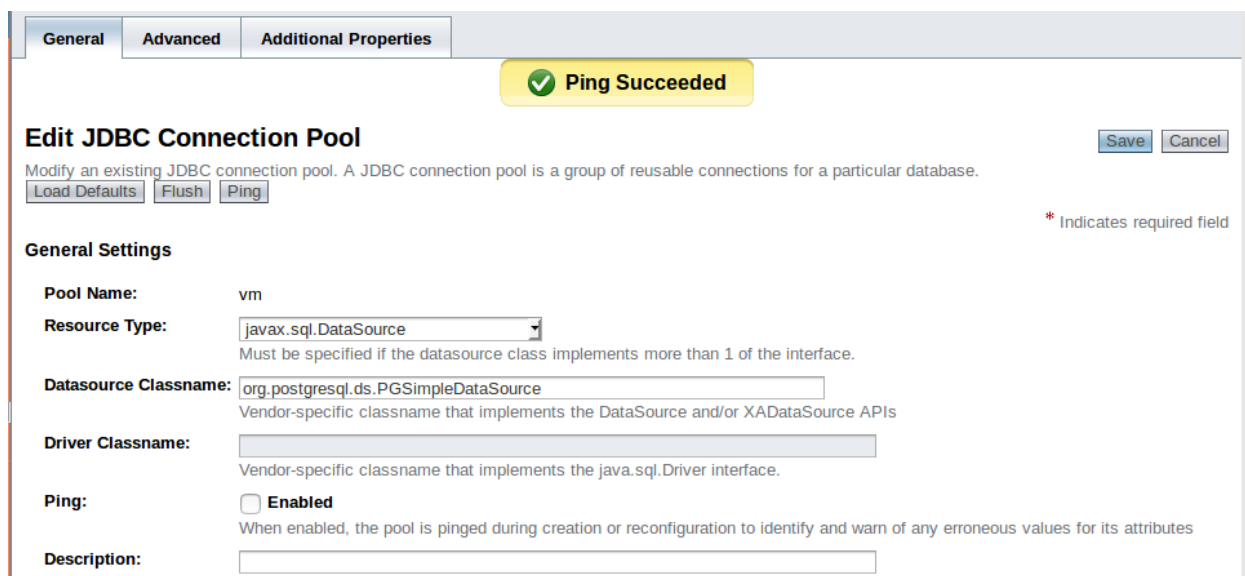 General Advanced Additional Properties
Ping Succeeded
Edit JDBC Connection Pool
Save Cancel
Modify an existing JDBC connection pool. A JDBC connection pool is a group of reusable connections for a particular database.
Load Defaults Flush Ping
* Indicates required field
General Settings
Pool Name: vm
Resource Type: javax.sql.DataSource
Must be specified if the datasource class implements more than 1 of the interface.
Datasource Classname: org.postgresql.ds.PGSimpleDataSource
Vendor-specific classname that implements the DataSource and/or XADataSource APIs
Driver Classname:
Vendor-specific classname that implements the java.sql.Driver interface.
Ping: Enabled
When enabled, the pool is pinged during creation or reconfiguration to identify and warn of any erroneous values for its attributes
Description: